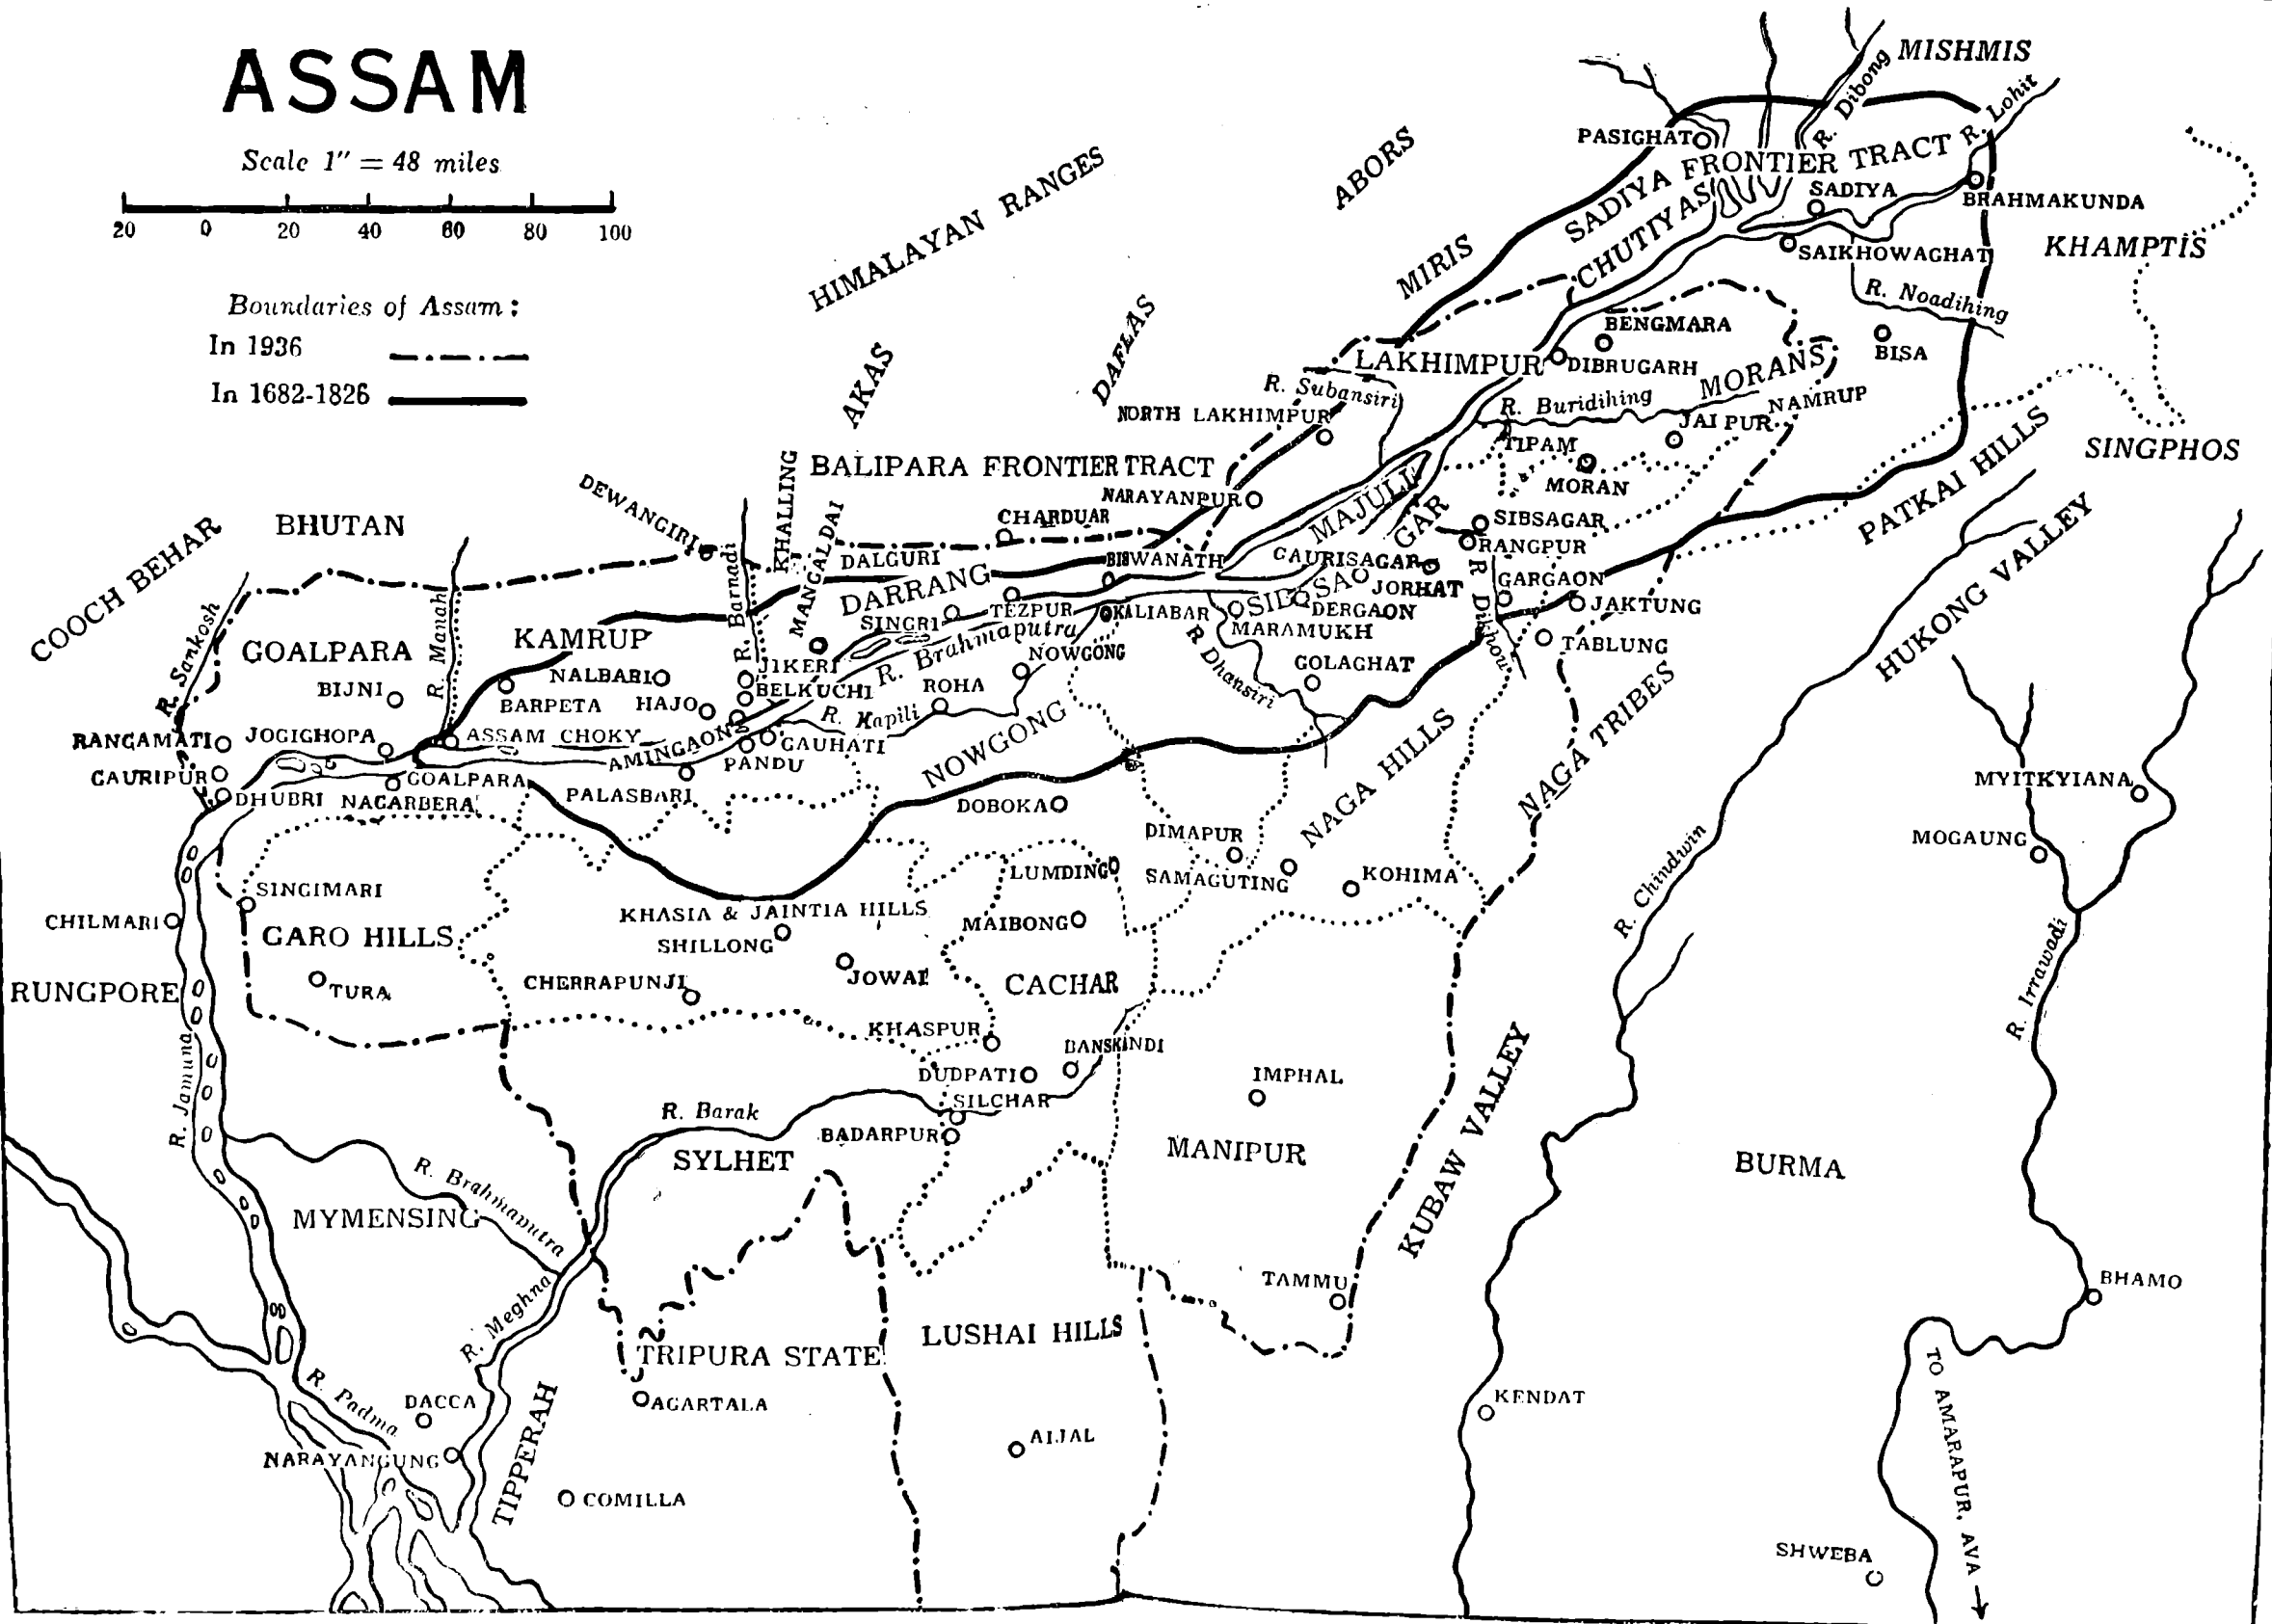 ASSAM
Scale 1″ = 48 miles
20 0 20 40 60 80 100
Boundaries of Assam:
In 1936
In 1682-1826
MISHMIS
R. Dibong
R. Lohit
PASIGHAT
SADIYA FRONTIER TRACT
SADIYA
BRAHMAKUNDA
CHUTIYAS
SAIKHOWAGHAT
KHAMPTIS
R. Noadihing
HIMALAYAN RANGES
ABORS
MIRIS
DAFLAS
AKAS
BENGMARA
BISA
LAKHIMPUR
DIBRUGARH
MORANS
R. Subansiri
R. Buridihing
NAMRUP
NORTH LAKHIMPUR
JAIPUR
TIPAM
MORAN
PATKAI HILLS
SINGPHOS
BALIPARA FRONTIER TRACT
KHALLING
DEWANGIRI
MANGALDAI
NARAYANPUR
MAJULI
CHARDUAR
SIBSAGAR
SIBSAGAR
RANGPUR
BHUTAN
COOCH BEHAR
DALGURI
BISWANATH
GAURISAGAR
JORHAT
GARGAON
JAKTUNG
HUKONG VALLEY
DARRANG
TEZPUR
SINGRI
KALIABAR
DERGAON
MARAMUKH
R Dikhou
TABLUNG
R. Sankosh
GOALPARA
R. Manah
KAMRUP
R. Barnadi
R. Brahmaputra
NOWGONG
R Dhansiri
GOLAGHAT
BIJNI
NALBARI
JIKERI
BELKUCHI
BARPETA
HAJO
ROHA
R. Kapili
RANGAMATI
JOGIGHOPA
ASSAM CHOKY
AMINGAON
GAUHATI
NOWGONG
NAGA HILLS
NAGA TRIBES
GAURIPUR
GOALPARA
PANDU
DHUBRI
NAGARBERA
PALASBARI
DOBOKA
DIMAPUR
MYITKYIANA
MOGAUNG
R. Chindwin
SINGIMARI
LUMDING
SAMAGUTING
KOHIMA
CHILMARI
GARO HILLS
KHASIA & JAINTIA HILLS
SHILLONG
MAIBONG
RUNGPORE
TURA
CHERRAPUNJI
JOWAI
CACHAR
R. Irrawadi
KHASPUR
BANSKINDI
R. Jamuna
DUDPATI
IMPHAL
KUBAW VALLEY
R. Barak
SILCHAR
BADARPUR
SYLHET
MANIPUR
BURMA
R. Brahmaputra
MYMENSING
TAMMU
BHAMO
R. Meghna
LUSHAI HILLS
TRIPURA STATE
R. Padma
DACCA
AGARTALA
KENDAT
TO AMARAPUR, AVA
NARAYANGUNG
TIPPERAH
AIJAL
COMILLA
SHWEBA